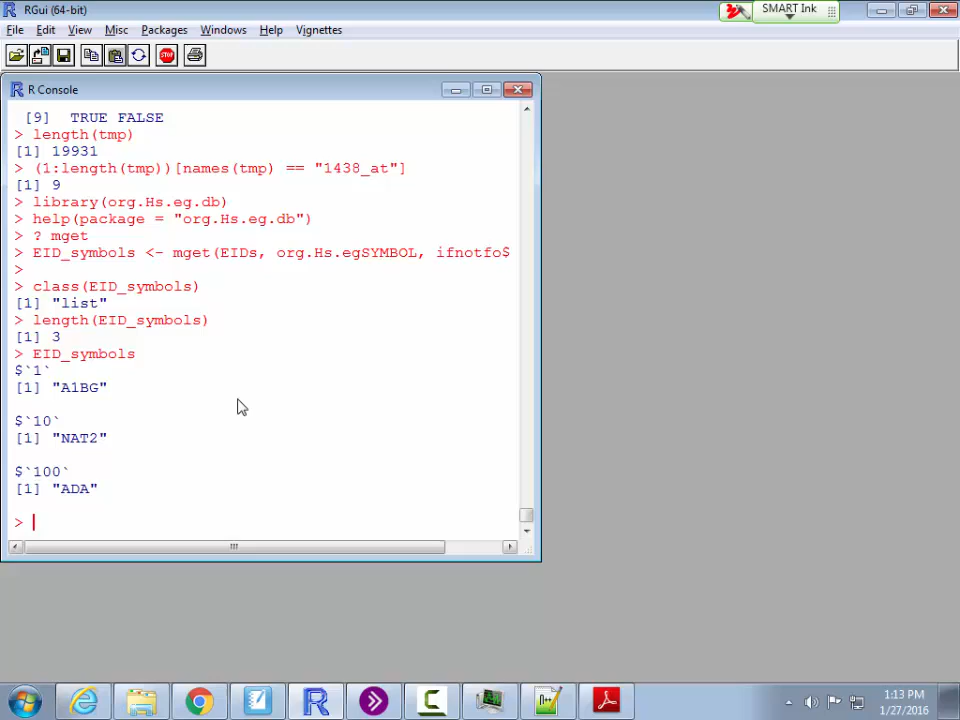 RGui (64-bit)
SMART Ink
File Edit View Misc Packages Windows Help Vignettes
STOP
R Console
[9]  TRUE FALSE
> length(tmp)
[1] 19931
> (1:length(tmp))[names(tmp) == "1438_at"]
[1] 9
> library(org.Hs.eg.db)
> help(package = "org.Hs.eg.db")
> ? mget
> EID_symbols <- mget(EIDs, org.Hs.egSYMBOL, ifnotfo$
>
> class(EID_symbols)
[1] "list"
> length(EID_symbols)
[1] 3
> EID_symbols
$`1`
[1] "A1BG"
$`10`
[1] "NAT2"
$`100`
[1] "ADA"
>
1:13 PM
1/27/2016